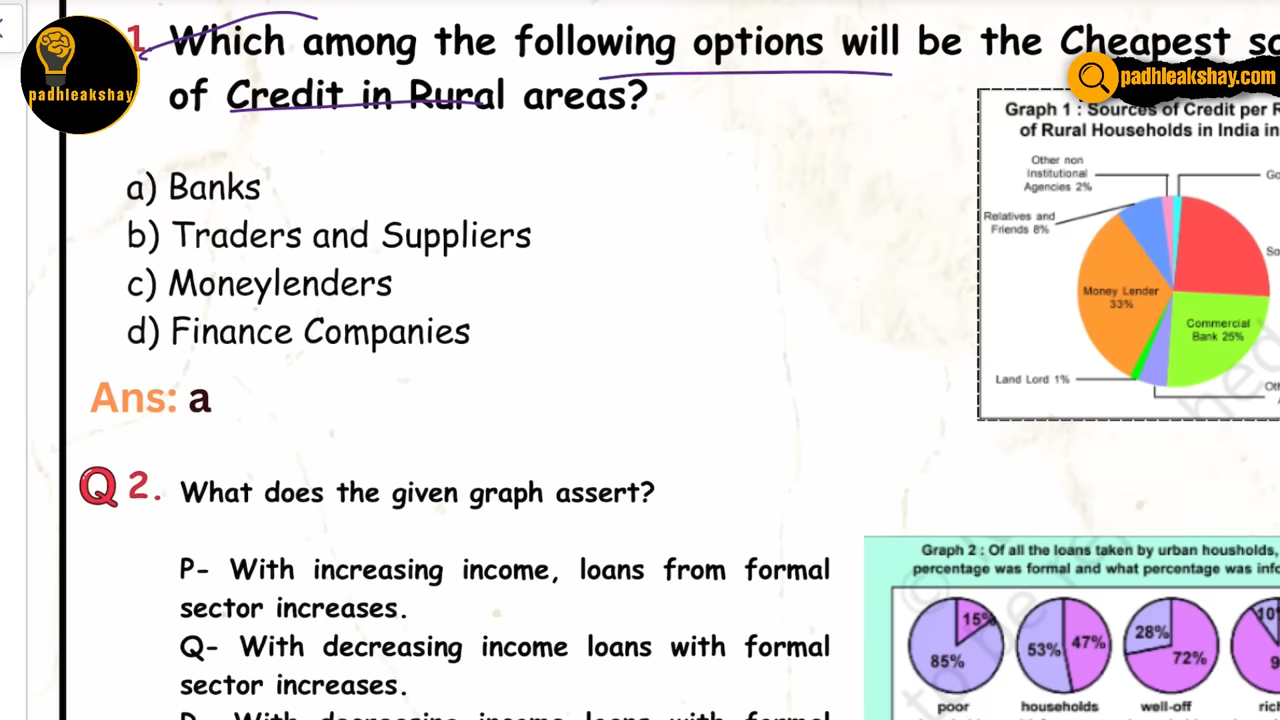 1. Which among the following options will be the Cheapest
of Credit in Rural areas?
padhleakshay
padhleakshay.com
a) Banks
b) Traders and Suppliers
c) Moneylenders
d) Finance Companies
Ans: a
Graph 1 : Sources of Credit per
of Rural Households in India in
Other non
Institutional
Agencies 2%
Relatives and
Friends 8%
Money Lender
33%
Commercial
Bank 25%
Land Lord 1%
Q 2. What does the given graph assert?
P- With increasing income, loans from formal
sector increases.
Q- With decreasing income loans with formal
sector increases.
Graph 2 : Of all the loans taken by urban housholds,
percentage was formal and what percentage was
15%
85%
53%
47%
28%
72%
poor
households
well-off